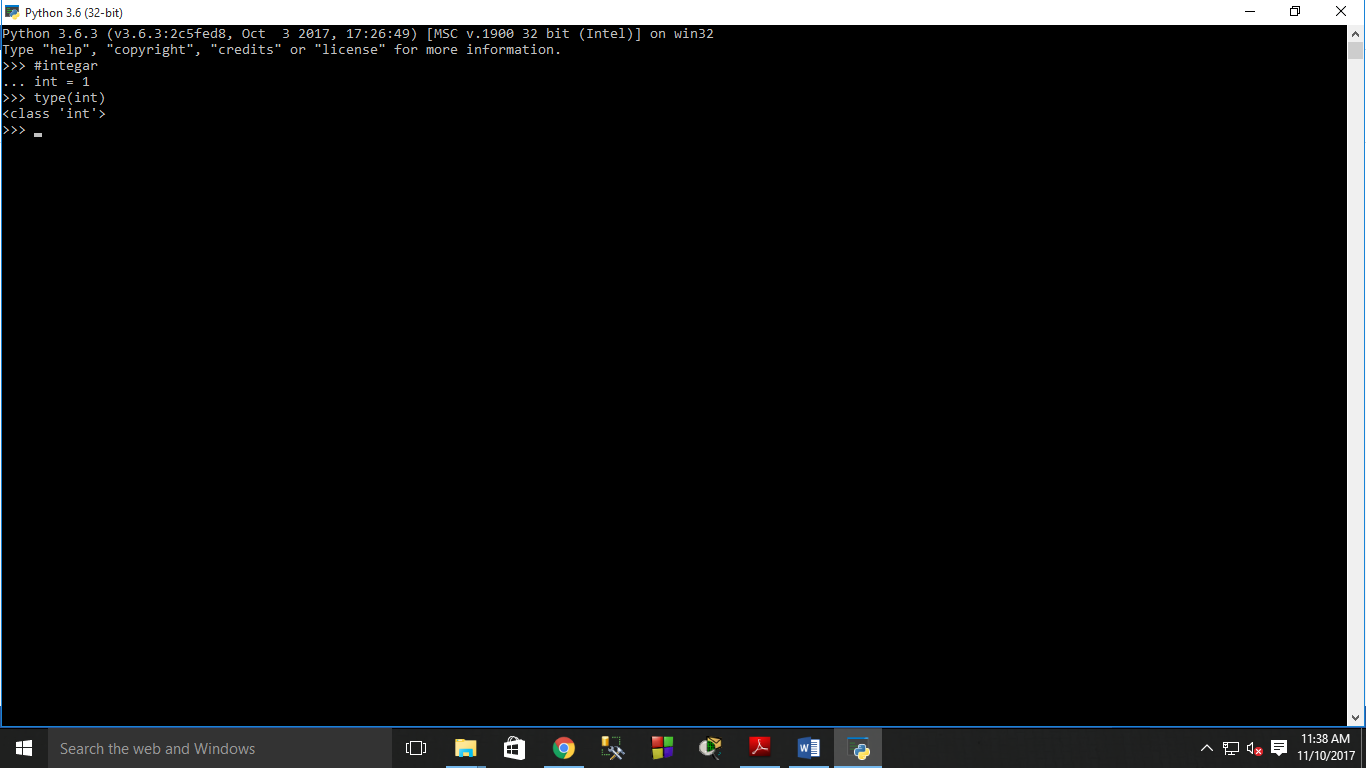 Python 3.6 (32-bit)
Python 3.6.3 (v3.6.3:2c5fed8, Oct  3 2017, 17:26:49) [MSC v.1900 32 bit (Intel)] on win32
Type "help", "copyright", "credits" or "license" for more information.
>>> #integar
... int = 1
>>> type(int)
<class 'int'>
>>>
Search the web and Windows
11:38 AM
11/10/2017